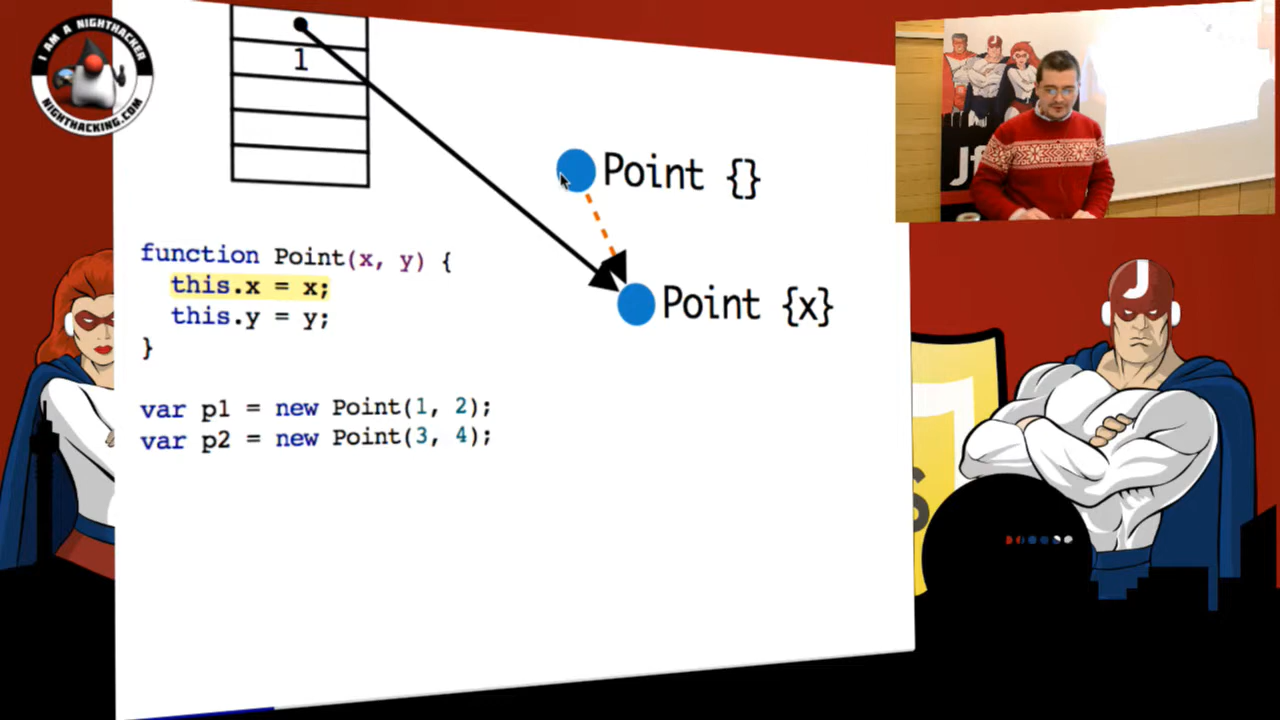 I AM A NIGHTHACKER
NIGHTHACKING.COM
1
Point {}
Point {x}
function Point(x, y) {
this.x = x;
this.y = y;
}
var p1 = new Point(1, 2);
var p2 = new Point(3, 4);
J